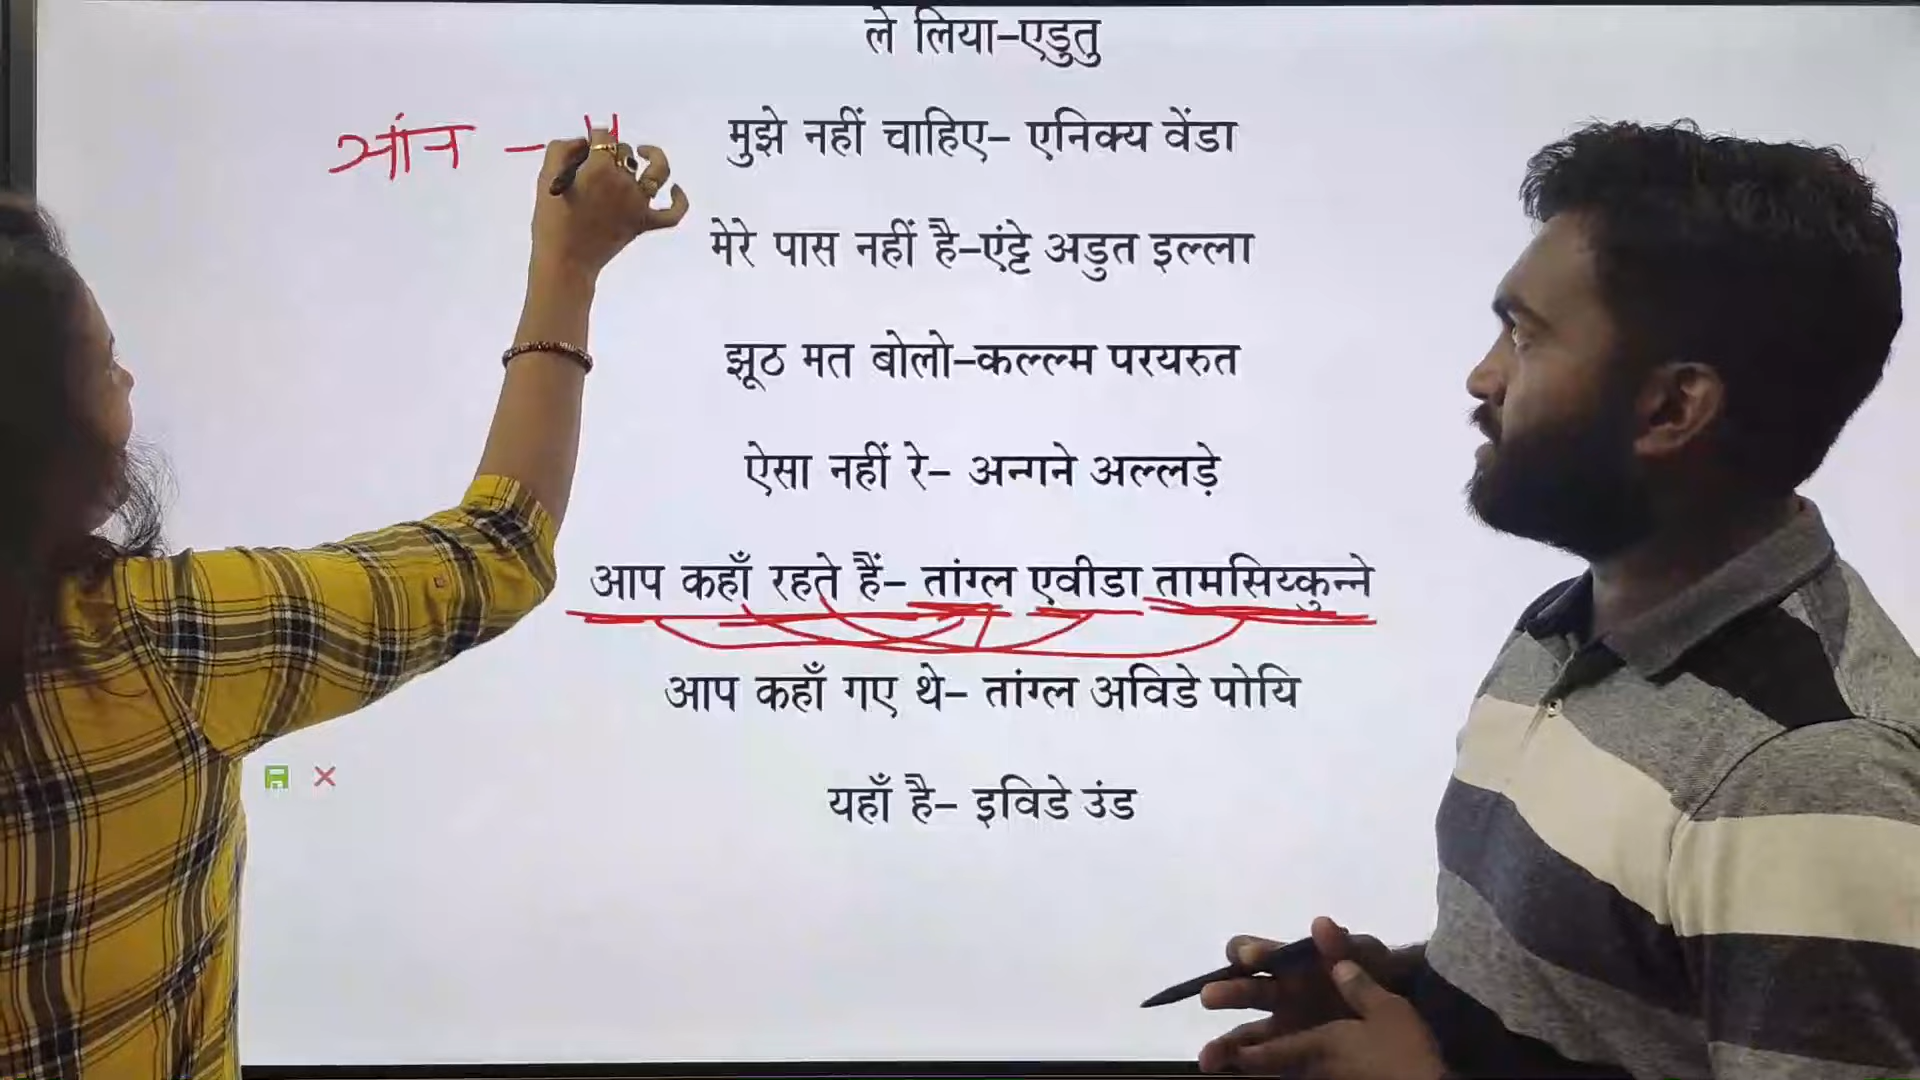 ले लिया–एडुतु
मुझे नहीं चाहिए– एनिक्य वेंडा
मेरे पास नहीं है–एंट्टे अडुत इल्ला
झूठ मत बोलो–कल्ल्म परयरुत
ऐसा नहीं रे– अन्गने अल्लड़े
आप कहाँ रहते हैं– तांग्ल एवीडा तामसिय्कुन्ने
आप कहाँ गए थे– तांग्ल अविडे पोयि
यहाँ है– इविडे उंड